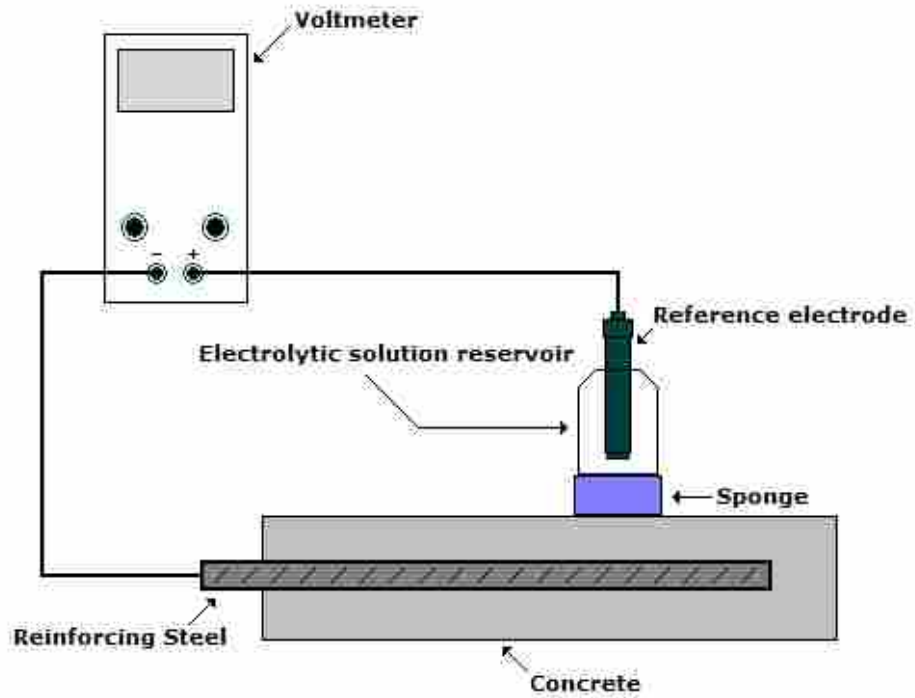 Voltmeter
- +
Reference electrode
Electrolytic solution reservoir
Sponge
Reinforcing Steel
Concrete